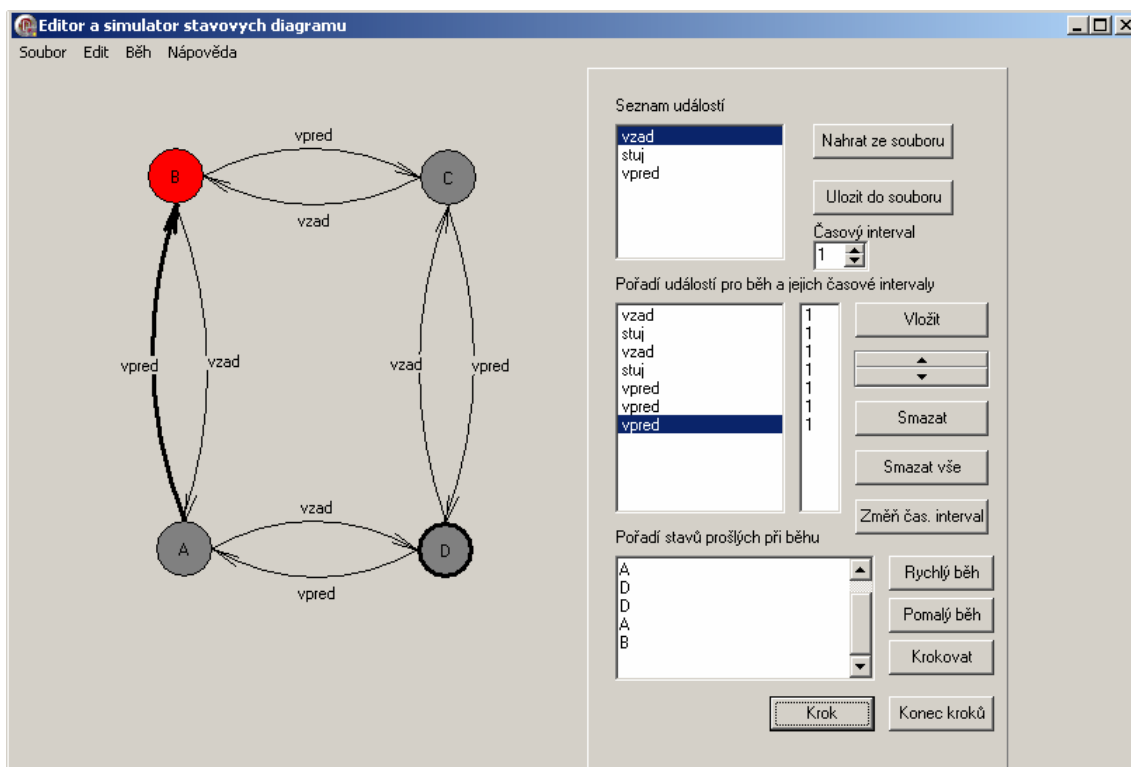 Editor a simulator stavovych diagramu
Soubor Edit Běh Nápověda
vpred
B
C
vzad
vpred
vzad
vzad
vpred
vzad
A
D
vpred
Seznam událostí
vzad
stuj
vpred
Nahrat ze souboru
Ulozit do souboru
Časový interval
1
Pořadí událostí pro běh a jejich časové intervaly
vzad 1
stuj 1
vzad 1
stuj 1
vpred 1
vpred 1
vpred 1
Vložit
Smazat
Smazat vše
Změň čas. interval
Pořadí stavů prošlých při běhu
A
D
D
A
B
Rychlý běh
Pomalý běh
Krokovat
Krok
Konec kroků